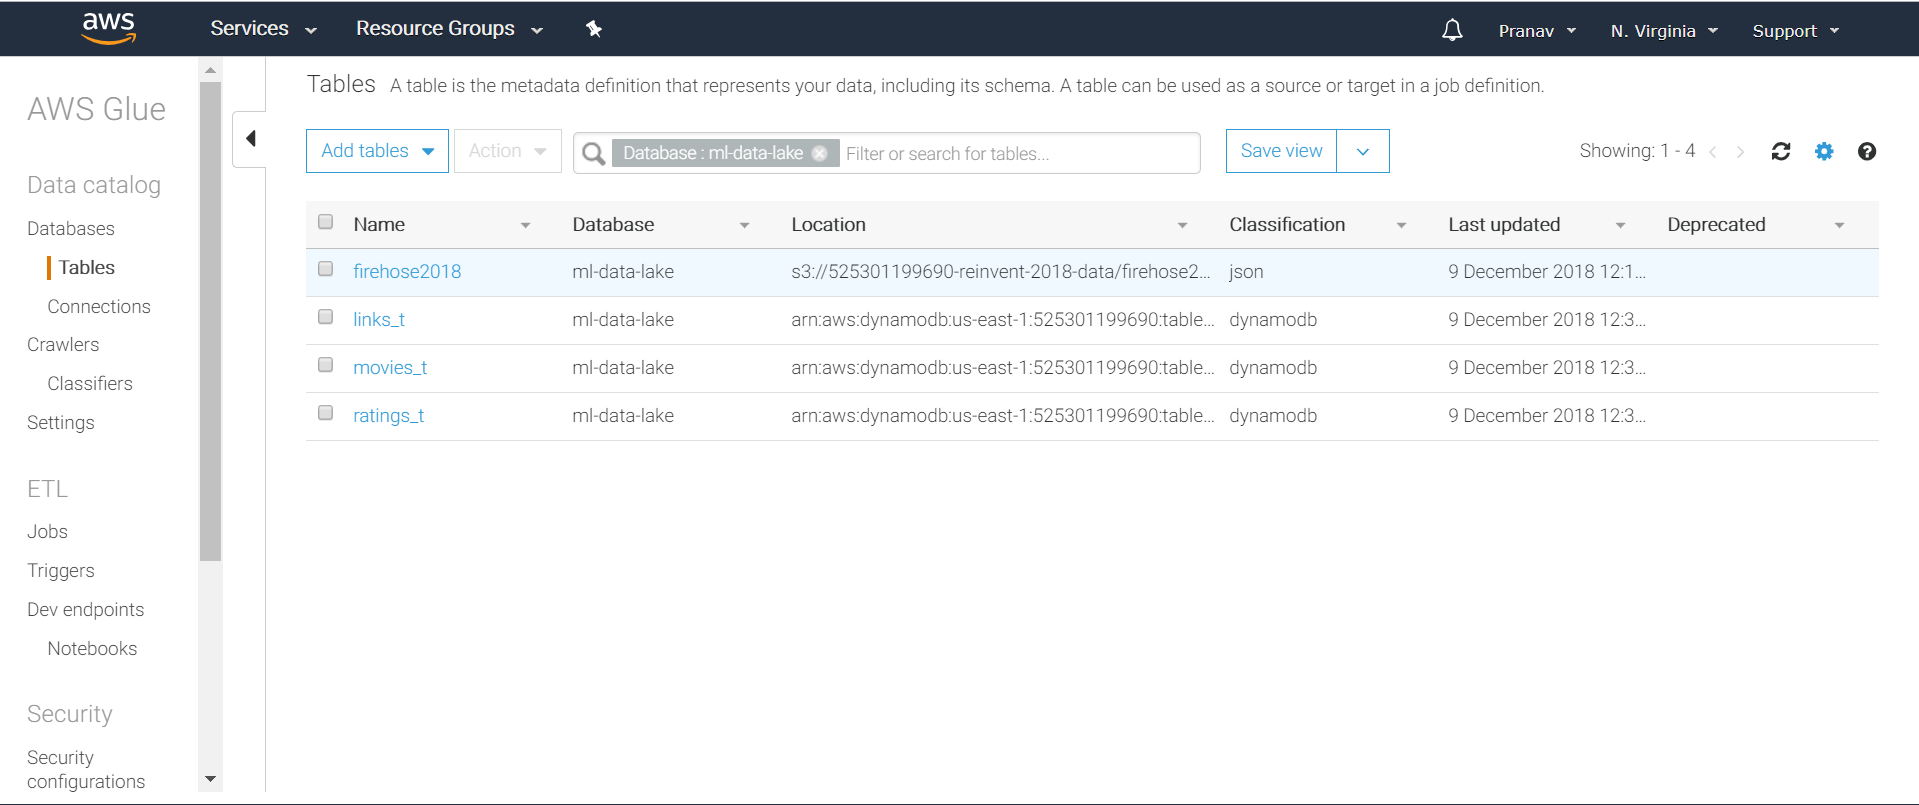 aws Services Resource Groups Pranav N. Virginia Support
AWS Glue
Data catalog
Databases
Tables
Connections
Crawlers
Classifiers
Settings
ETL
Jobs
Triggers
Dev endpoints
Notebooks
Security
Security
configurations
Tables A table is the metadata definition that represents your data, including its schema. A table can be used as a source or target in a job definition.
Add tables Action Database : ml-data-lake Filter or search for tables... Save view Showing: 1 - 4
Name Database Location Classification Last updated Deprecated
firehose2018 ml-data-lake s3://525301199690-reinvent-2018-data/firehose2... json 9 December 2018 12:1...
links_t ml-data-lake arn:aws:dynamodb:us-east-1:525301199690:table... dynamodb 9 December 2018 12:3...
movies_t ml-data-lake arn:aws:dynamodb:us-east-1:525301199690:table... dynamodb 9 December 2018 12:3...
ratings_t ml-data-lake arn:aws:dynamodb:us-east-1:525301199690:table... dynamodb 9 December 2018 12:3...